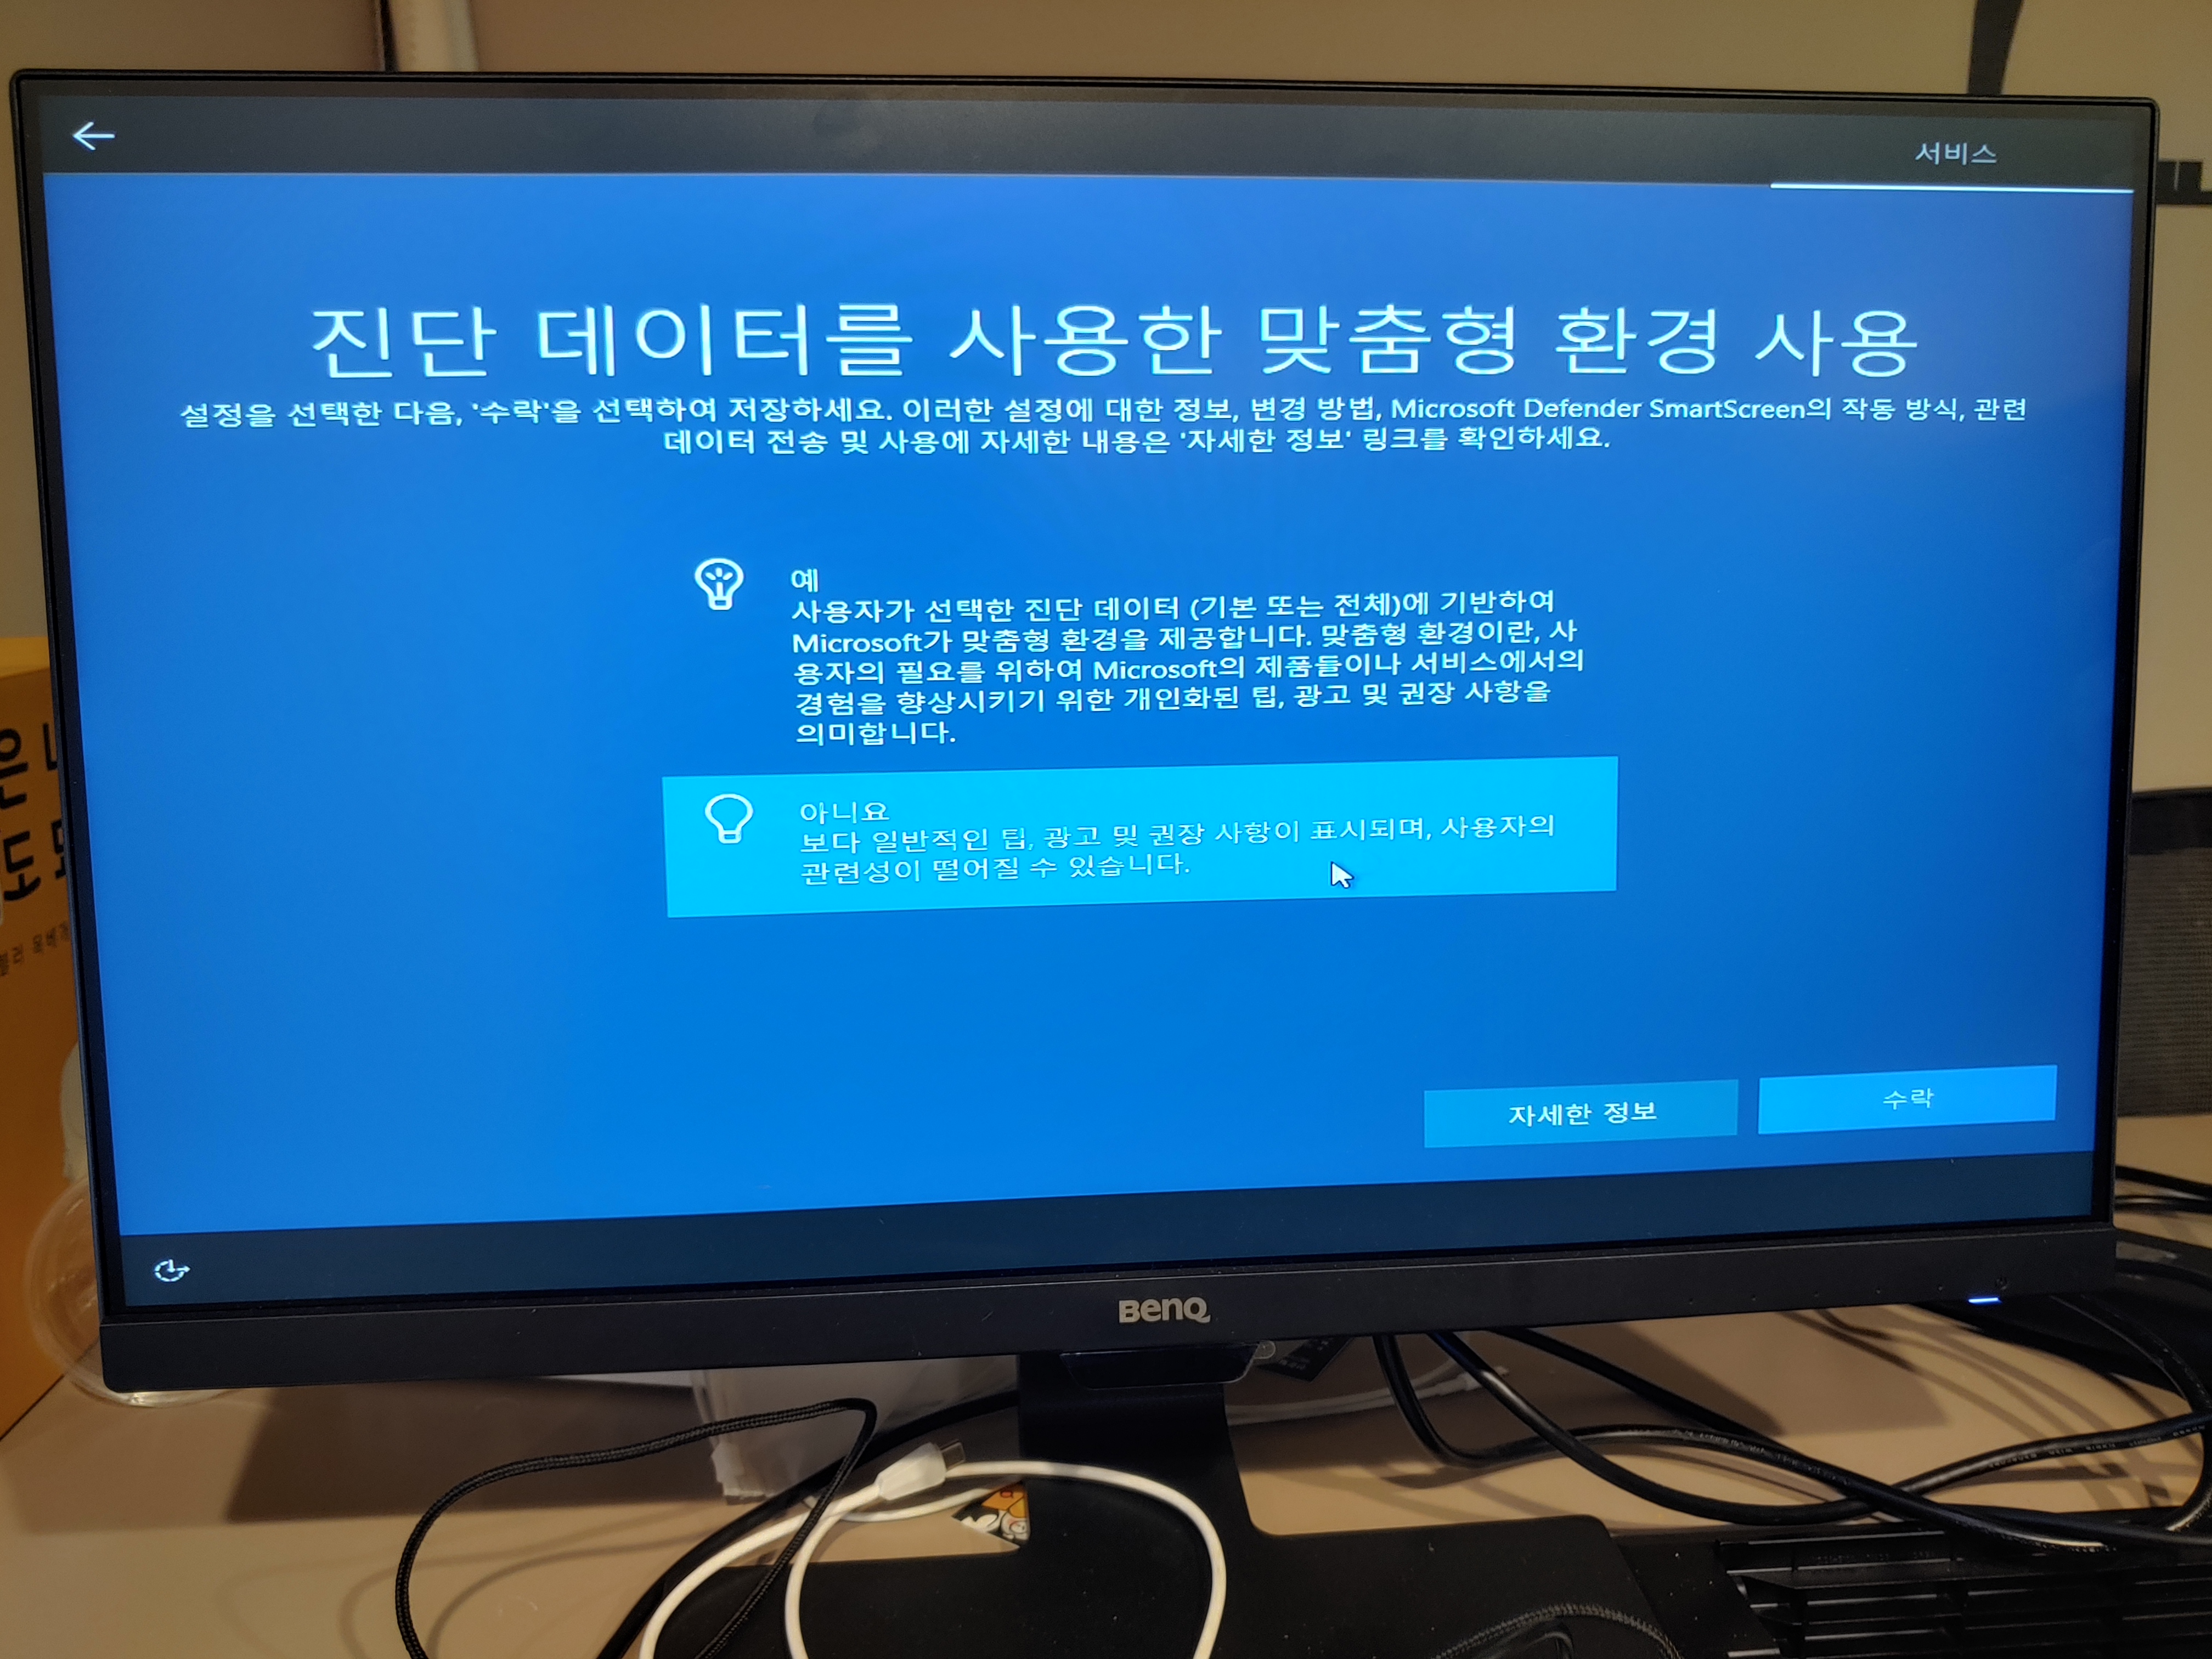 서비스
진단 데이터를 사용한 맞춤형 환경 사용
설정을 선택한 다음, '수락'을 선택하여 저장하세요. 이러한 설정에 대한 정보, 변경 방법, Microsoft Defender SmartScreen의 작동 방식, 관련
데이터 전송 및 사용에 자세한 내용은 '자세한 정보' 링크를 확인하세요.
예
사용자가 선택한 진단 데이터 (기본 또는 전체)에 기반하여
Microsoft가 맞춤형 환경을 제공합니다. 맞춤형 환경이란, 사
용자의 필요를 위하여 Microsoft의 제품들이나 서비스에서의
경험을 향상시키기 위한 개인화된 팁, 광고 및 권장 사항을
의미합니다.
아니요
보다 일반적인 팁, 광고 및 권장 사항이 표시되며, 사용자의
관련성이 떨어질 수 있습니다.
자세한 정보
수락
BenQ